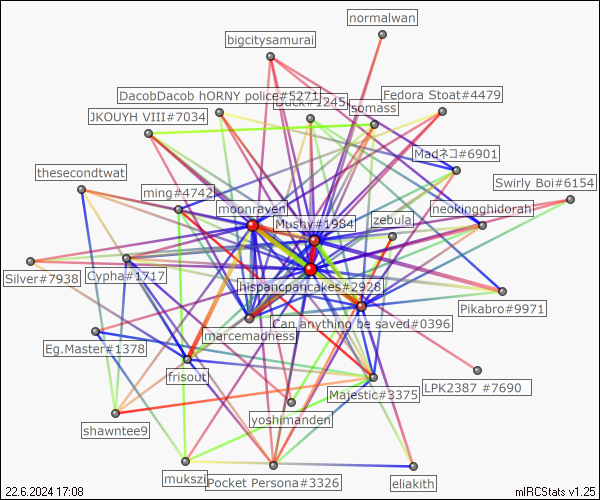 normalwan
bigcitysamurai
DacobDacob hORNY police#5271
Duck#1245
Fedora Stoat#4479
somass
JKOUYH VIII#7034
Madネコ#6901
thesecondtwat
Swirly Boi#6154
ming#4742
moonraven
neokingghidorah
Mushy#1984
zebula
Silver#7938
Cypha#1717
hispancpancakes#2928
Pikabro#9971
Can anything be saved#0396
marcemadness
Eg.Master#1378
frisout
LPK2387 #7690
Majestic#3375
yoshimanden
shawntee9
mukszi
Pocket Persona#3326
eliakith
22.6.2024 17:08
mIRCStats v1.25